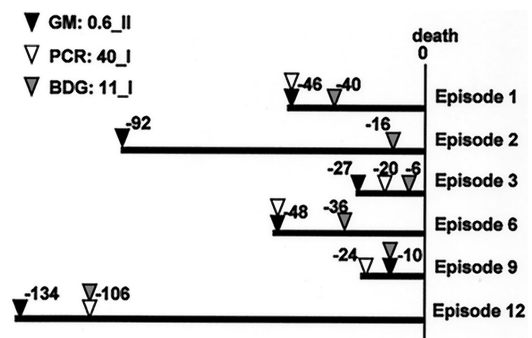 GM: 0.6_II
PCR: 40_I
BDG: 11_I
death
0
-46 -40 Episode 1
-92 -16 Episode 2
-27 -20 -6 Episode 3
-48 -36 Episode 6
-24 -10 Episode 9
-134 -106 Episode 12